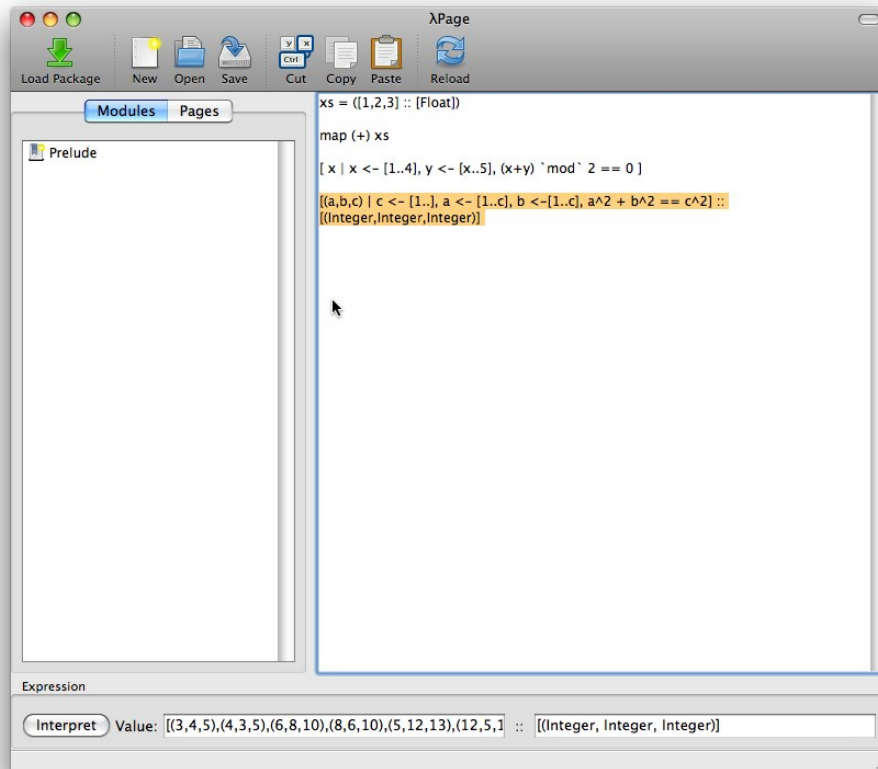 λPage
y x
Ctrl
Load Package New Open Save Cut Copy Paste Reload
Modules Pages
Prelude
xs = ([1,2,3] :: [Float])
map (+) xs
[ x | x <- [1..4], y <- [x..5], (x+y) `mod` 2 == 0 ]
[(a,b,c) | c <- [1..], a <- [1..c], b <-[1..c], a^2 + b^2 == c^2] ::
[(Integer,Integer,Integer)]
Expression
Interpret Value: [(3,4,5),(4,3,5),(6,8,10),(8,6,10),(5,12,13),(12,5,1 :: [(Integer, Integer, Integer)]